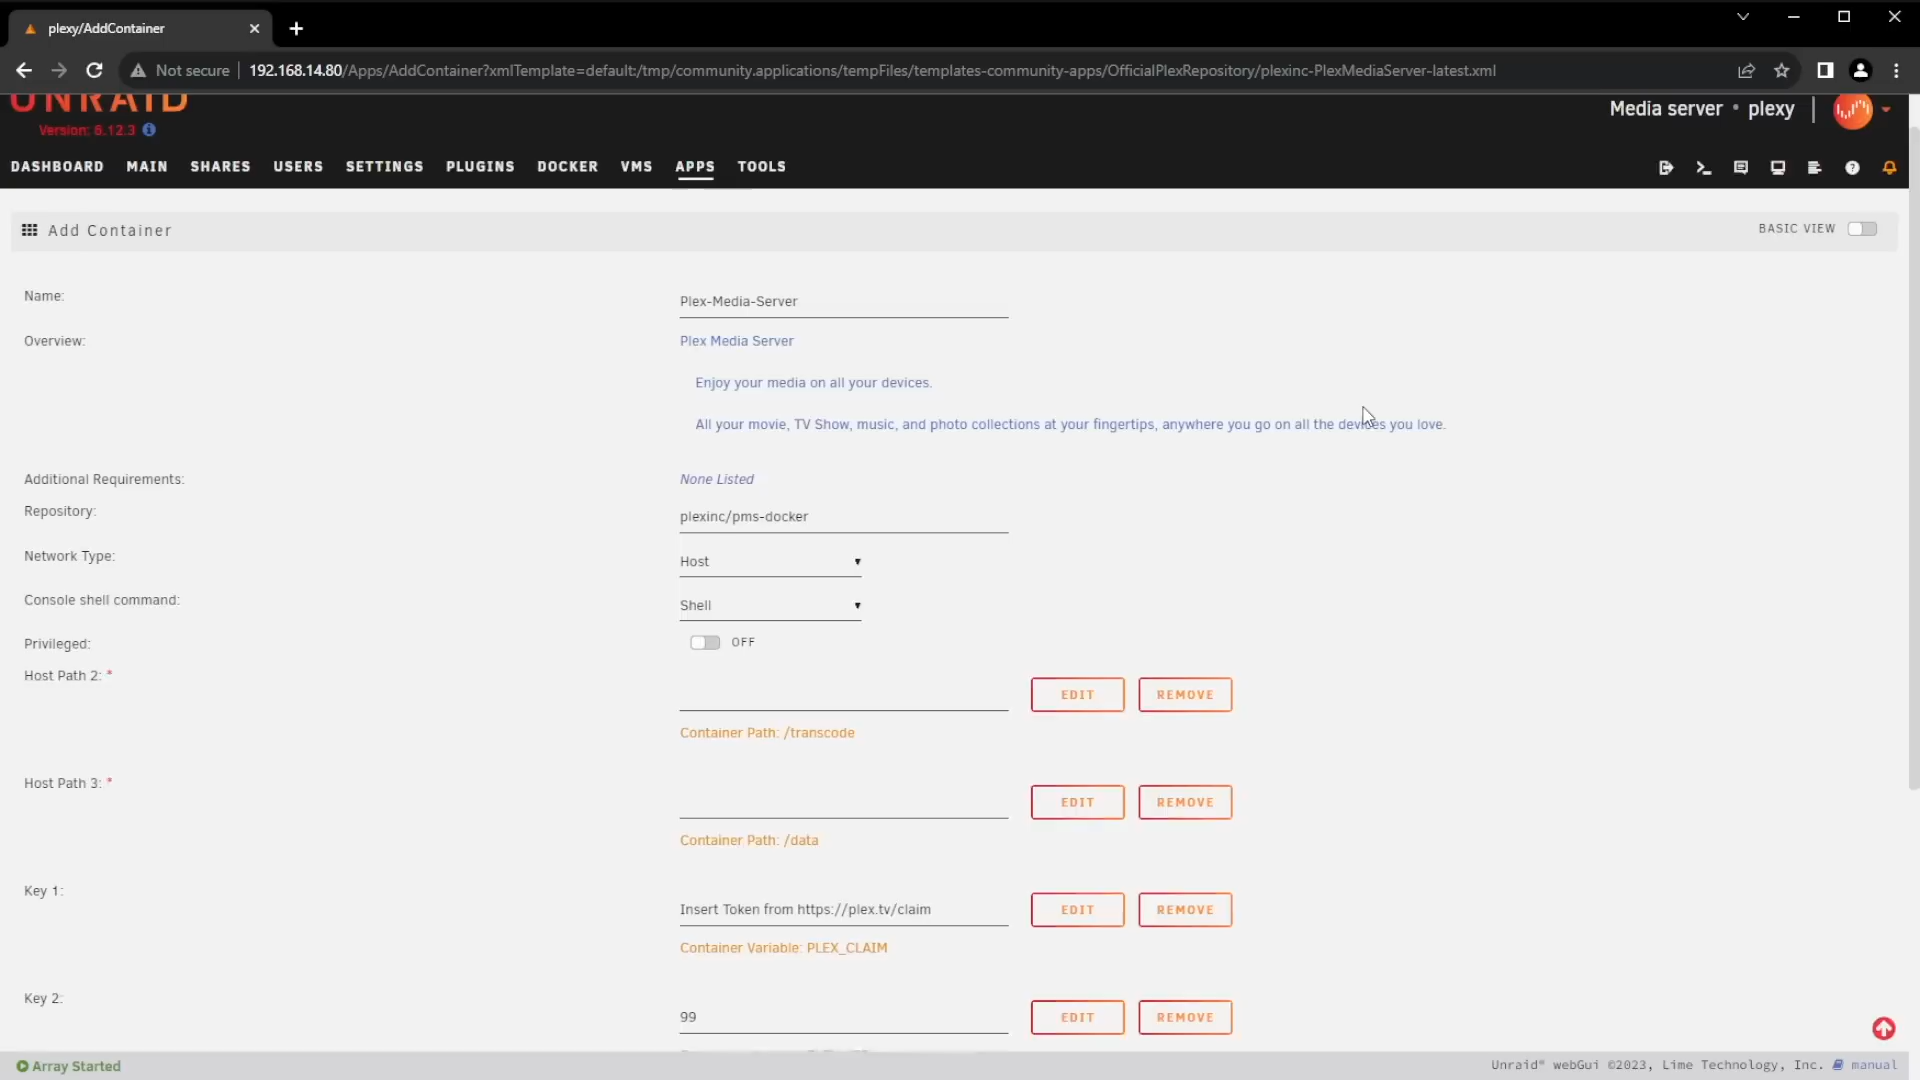 plexy/AddContainer
Not secure
192.168.14.80/Apps/AddContainer?xmlTemplate=default:/tmp/community.applications/tempFiles/templates-community-apps/OfficialPlexRepository/plexinc-PlexMediaServer-latest.xml
UNRAID
Version: 6.12.3
Media server • plexy
DASHBOARD MAIN SHARES USERS SETTINGS PLUGINS DOCKER VMS APPS TOOLS
Add Container
BASIC VIEW
Name:
Plex-Media-Server
Overview:
Plex Media Server
Enjoy your media on all your devices.
All your movie, TV Show, music, and photo collections at your fingertips, anywhere you go on all the devices you love.
Additional Requirements:
None Listed
Repository:
plexinc/pms-docker
Network Type:
Host
Console shell command:
Shell
Privileged:
OFF
Host Path 2: *
EDIT REMOVE
Container Path: /transcode
Host Path 3: *
EDIT REMOVE
Container Path: /data
Key 1:
Insert Token from https://plex.tv/claim
EDIT REMOVE
Container Variable: PLEX_CLAIM
Key 2:
99
EDIT REMOVE
Array Started
Unraid® webGui ©2023, Lime Technology, Inc. manual